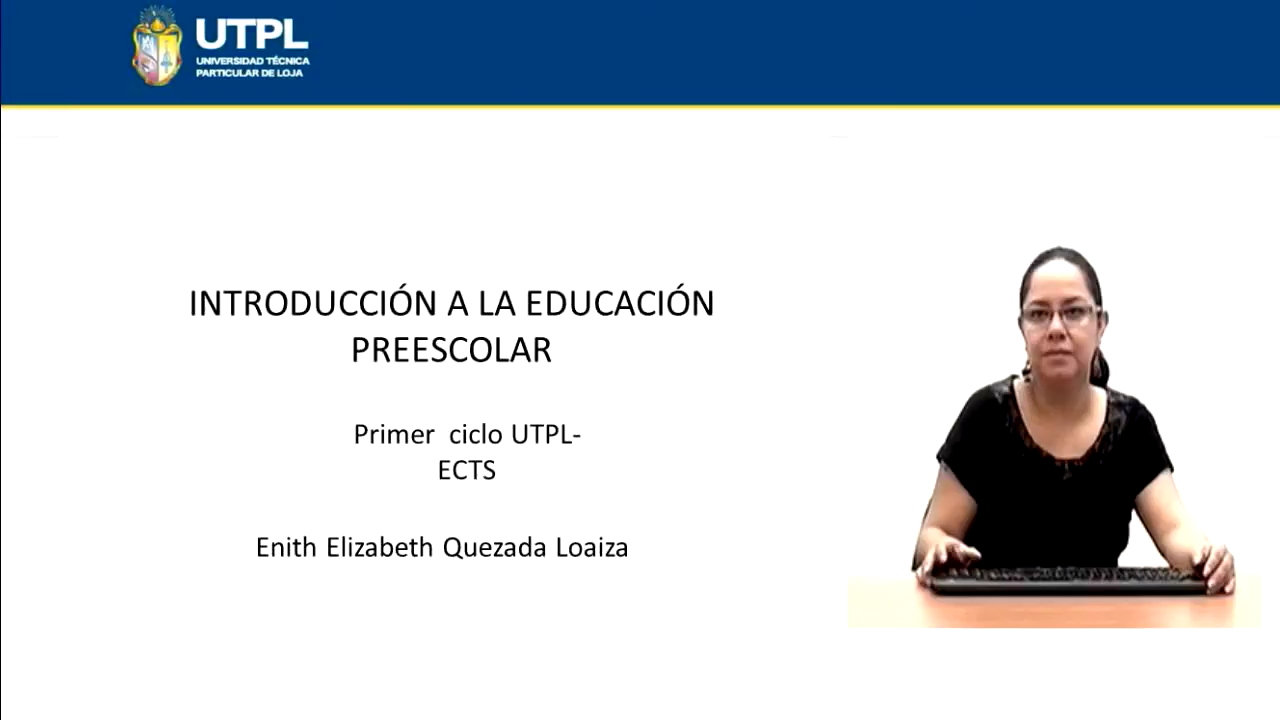 UTPL
UNIVERSIDAD TÉCNICA
PARTICULAR DE LOJA
INTRODUCCIÓN A LA EDUCACIÓN
PREESCOLAR
Primer ciclo UTPL-
ECTS
Enith Elizabeth Quezada Loaiza